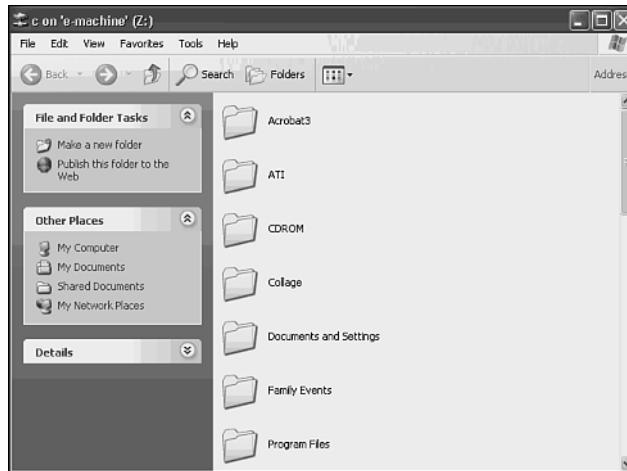 c on 'e-machine' (Z:)
File Edit View Favorites Tools Help
Back Search Folders Addres
File and Folder Tasks
Make a new folder
Publish this folder to the
Web
Other Places
My Computer
My Documents
Shared Documents
My Network Places
Details
Acrobat3
ATI
CDROM
Collage
Documents and Settings
Family Events
Program Files